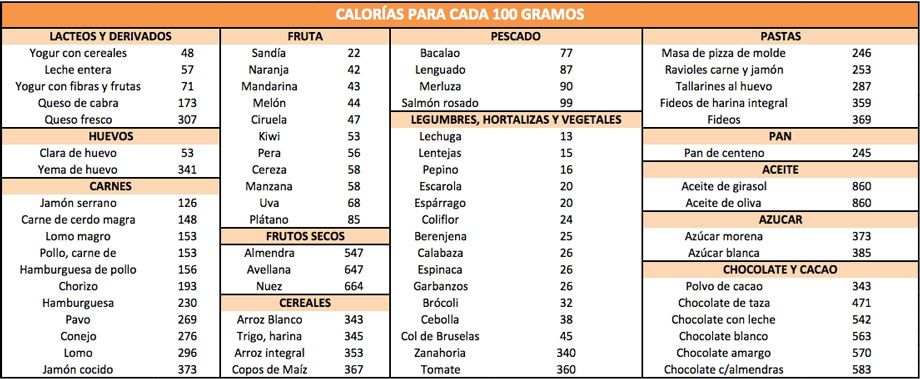 CALORÍAS PARA CADA 100 GRAMOS
LACTEOS Y DERIVADOS
Yogur con cereales 48
Leche entera 57
Yogur con fibras y frutas 71
Queso de cabra 173
Queso fresco 307
HUEVOS
Clara de huevo 53
Yema de huevo 341
CARNES
Jamón serrano 126
Carne de cerdo magra 148
Lomo magro 153
Pollo, carne de 153
Hamburguesa de pollo 156
Chorizo 193
Hamburguesa 230
Pavo 269
Conejo 276
Lomo 296
Jamón cocido 373
FRUTA
Sandía 22
Naranja 42
Mandarina 43
Melón 44
Ciruela 47
Kiwi 53
Pera 56
Cereza 58
Manzana 58
Uva 68
Plátano 85
FRUTOS SECOS
Almendra 547
Avellana 647
Nuez 664
CEREALES
Arroz Blanco 343
Trigo, harina 345
Arroz integral 353
Copos de Maíz 367
PESCADO
Bacalao 77
Lenguado 87
Merluza 90
Salmón rosado 99
LEGUMBRES, HORTALIZAS Y VEGETALES
Lechuga 13
Lentejas 15
Pepino 16
Escarola 20
Espárrago 20
Coliflor 24
Berenjena 25
Calabaza 26
Espinaca 26
Garbanzos 26
Brócoli 32
Cebolla 38
Col de Bruselas 45
Zanahoria 340
Tomate 360
PASTAS
Masa de pizza de molde 246
Ravioles carne y jamón 253
Tallarines al huevo 287
Fideos de harina integral 359
Fideos 369
PAN
Pan de centeno 245
ACEITE
Aceite de girasol 860
Aceite de oliva 860
AZUCAR
Azúcar morena 373
Azúcar blanca 385
CHOCOLATE Y CACAO
Polvo de cacao 343
Chocolate de taza 471
Chocolate con leche 542
Chocolate blanco 563
Chocolate amargo 570
Chocolate c/almendras 583